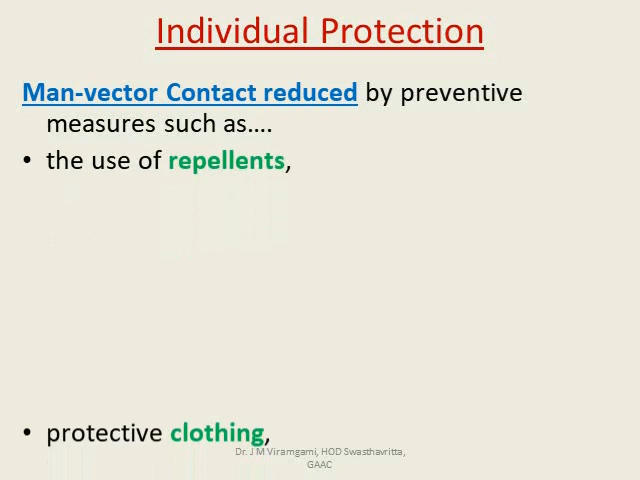 Individual Protection
Man-vector Contact reduced by preventive
measures such as....
• the use of repellents,
• protective clothing,
Dr. J M Viramgami, HOD Swasthavritta,
GAAC